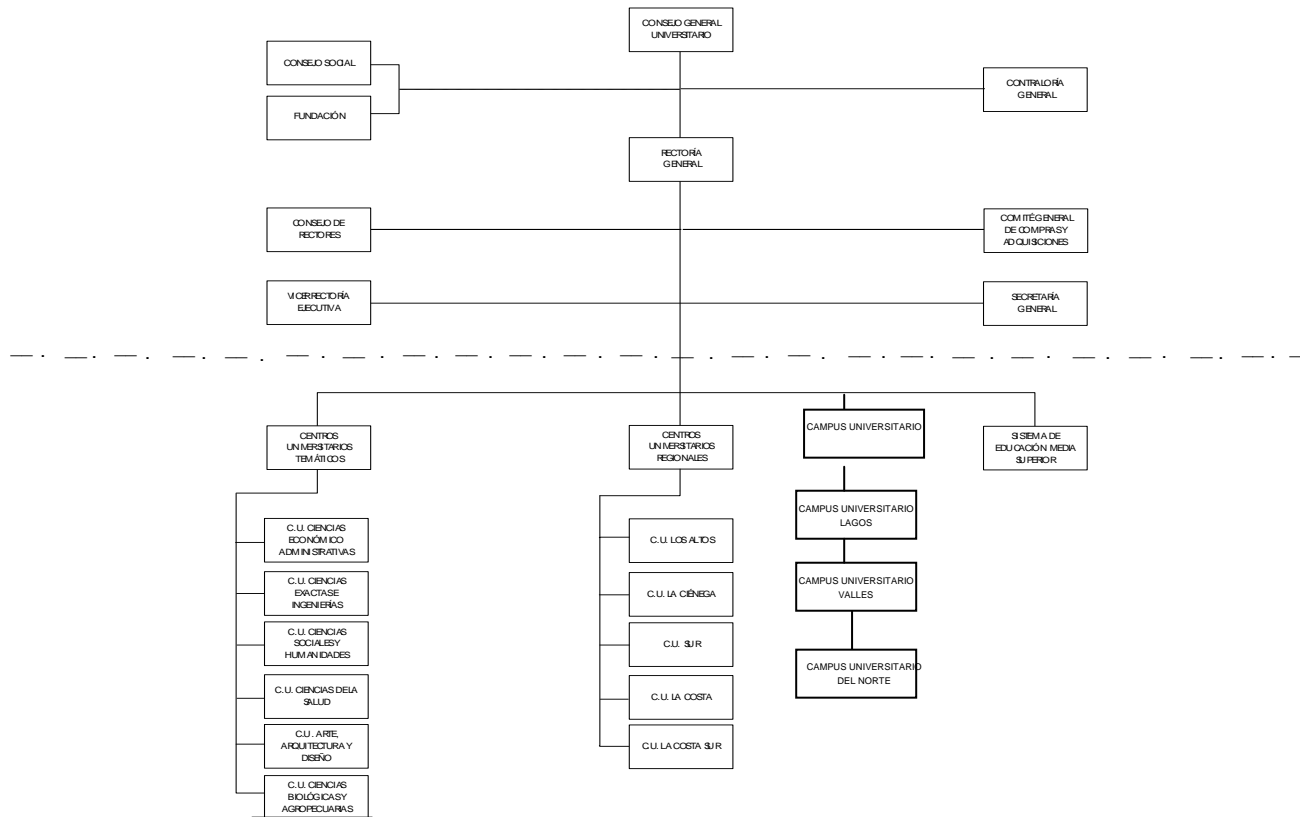 CONSEJO GENERAL
UNIVERSITARIO
CONSEJO SOCIAL
FUNDACIÓN
CONTRALORÍA
GENERAL
RECTORÍA
GENERAL
CONSEJO DE
RECTORES
COMITÉ GENERAL
DE COMPRAS Y
ADQUISICIONES
VICERRECTORÍA
EJECUTIVA
SECRETARÍA
GENERAL
CENTROS
UNIVERSITARIOS
TEMÁTICOS
C.U. CIENCIAS
ECONÓMICO
ADMINISTRATIVAS
C.U. CIENCIAS
EXACTAS E
INGENIERÍAS
C.U. CIENCIAS
SOCIALES Y
HUMANIDADES
C.U. CIENCIAS DE LA
SALUD
C.U. ARTE,
ARQUITECTURA Y
DISEÑO
C.U. CIENCIAS
BIOLÓGICAS Y
AGROPECUARIAS
CENTROS
UNIVERSITARIOS
REGIONALES
C.U. LOS ALTOS
C.U. LA CIÉNEGA
C.U. SUR
C.U. LA COSTA
C.U. LA COSTA SUR
CAMPUS UNIVERSITARIO
CAMPUS UNIVERSITARIO
LAGOS
CAMPUS UNIVERSITARIO
VALLES
CAMPUS UNIVERSITARIO
DEL NORTE
SISTEMA DE
EDUCACIÓN MEDIA
SUPERIOR